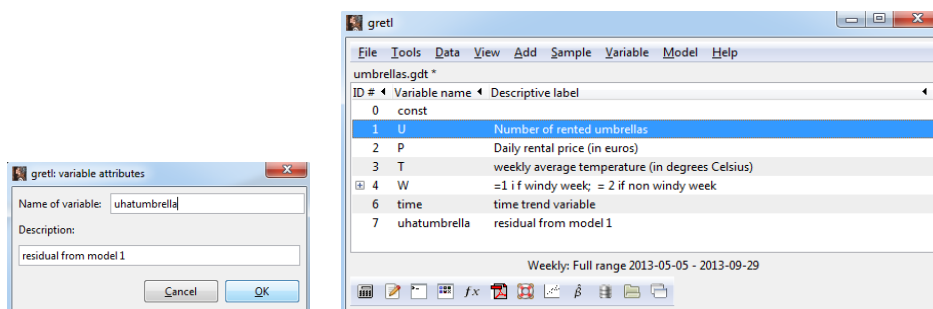 gretl: variable attributes
Name of variable: uhatumbrella
Description:
residual from model 1
Cancel OK
gretl
File Tools Data View Add Sample Variable Model Help
umbrellas.gdt *
ID # Variable name Descriptive label
0 const
1 U Number of rented umbrellas
2 P Daily rental price (in euros)
3 T weekly average temperature (in degrees Celsius)
4 W =1 i f windy week; = 2 if non windy week
6 time time trend variable
7 uhatumbrella residual from model 1
Weekly: Full range 2013-05-05 - 2013-09-29
fx β̂